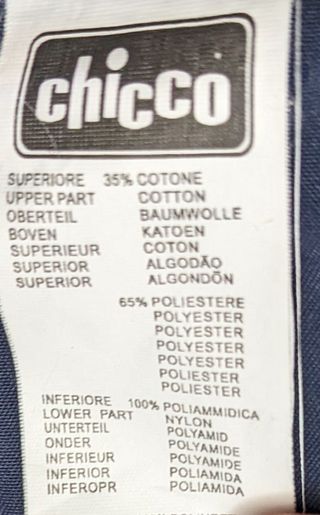 chicco
SUPERIORE 35% COTONE
UPPER PART COTTON
OBERTEIL BAUMWOLLE
BOVEN KATOEN
SUPERIEUR COTON
SUPERIOR ALGODÃO
SUPERIOR ALGONDÕN
65% POLIESTERE
POLYESTER
POLYESTER
POLYESTER
POLYESTER
POLIESTER
POLIESTER
INFERIORE 100% POLIAMMIDICA
LOWER PART NYLON
UNTERTEIL POLYAMID
ONDER POLYAMIDE
INFERIEUR POLYAMIDE
INFERIOR POLIAMIDA
INFEROPR POLIAMIDA